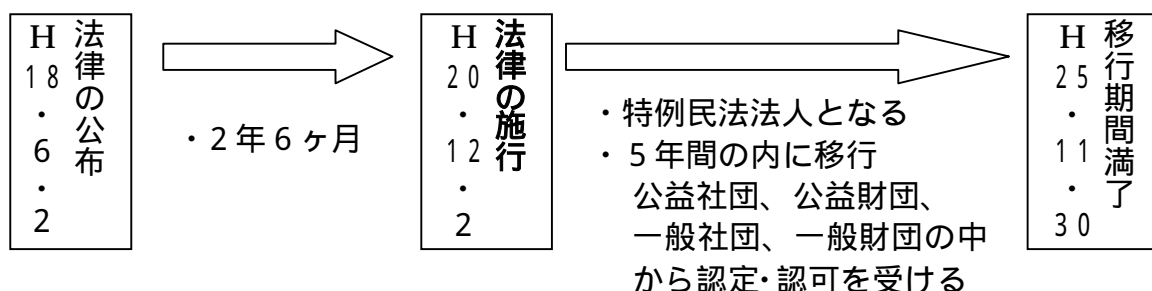 法律の公布
H18・6・2
・2年6ヶ月
法律の施行
H20・12・2
・特例民法法人となる
・5年間の内に移行
公益社団、公益財団、
一般社団、一般財団の中
から認定・認可を受ける
移行期間満了
H25・11・30